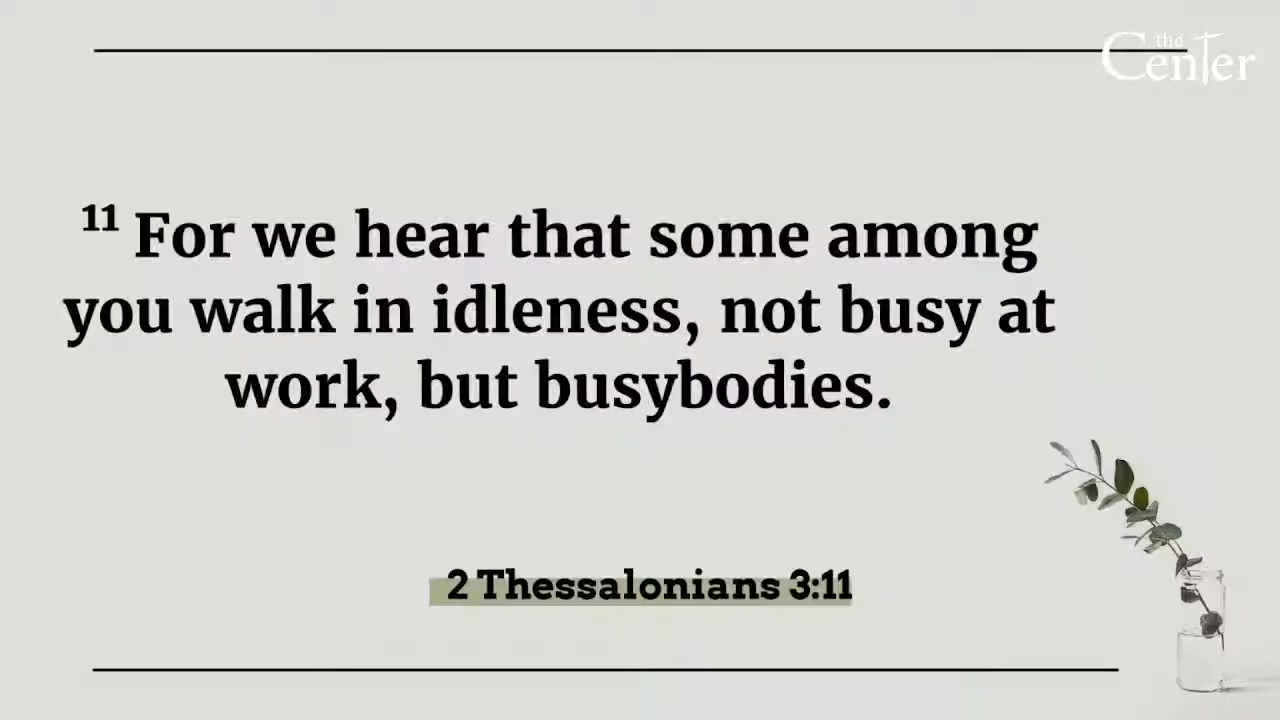 the
Center
¹¹ For we hear that some among
you walk in idleness, not busy at
work, but busybodies.
2 Thessalonians 3:11